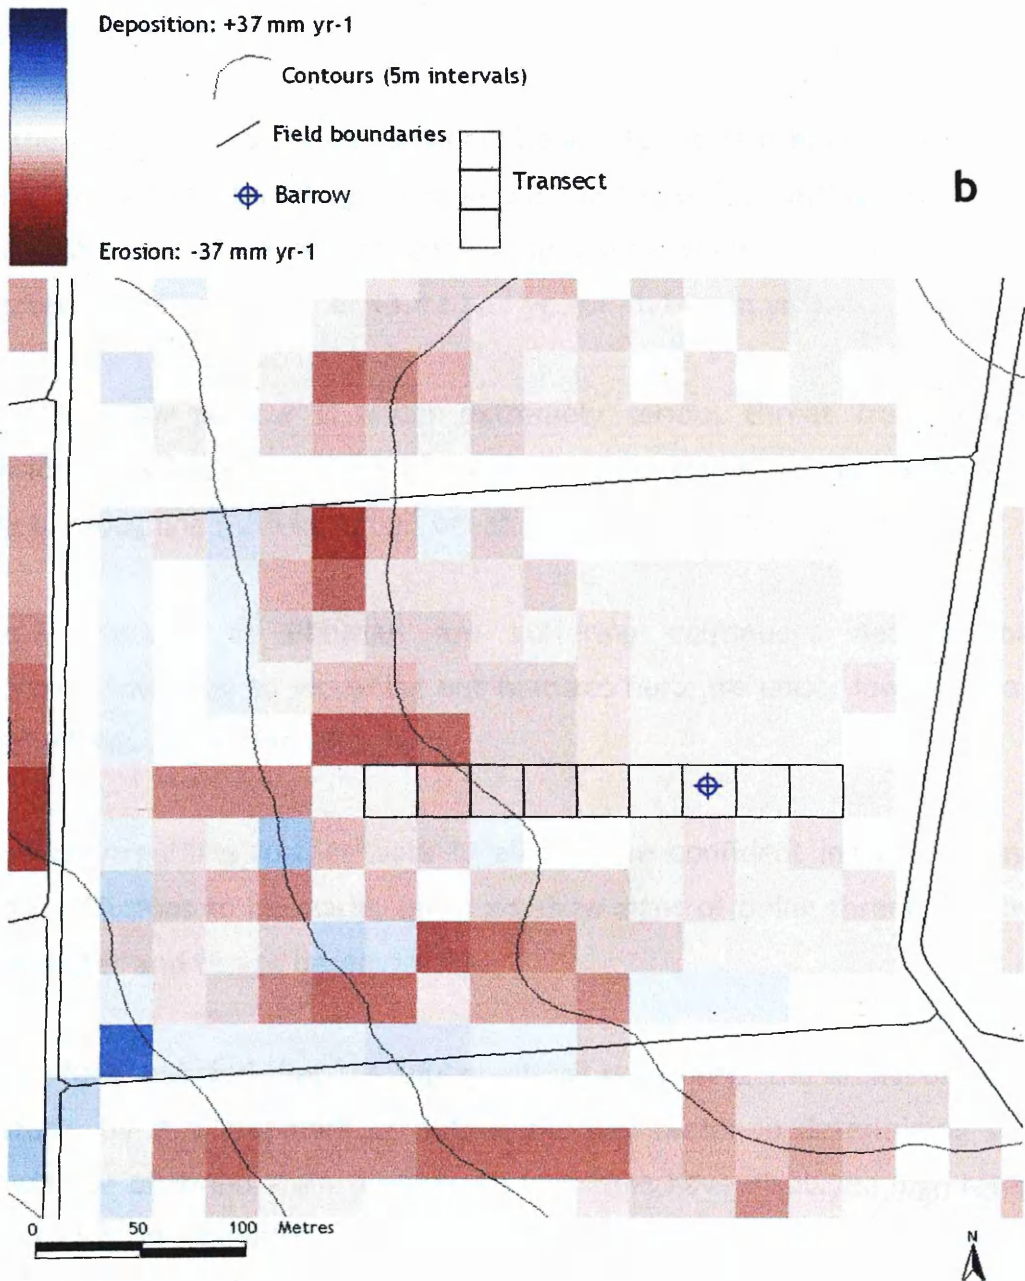 Deposition: +37 mm yr-1
Contours (5m intervals)
Field boundaries
Transect
Barrow
b
Erosion: -37 mm yr-1
0 50 100 Metres
N